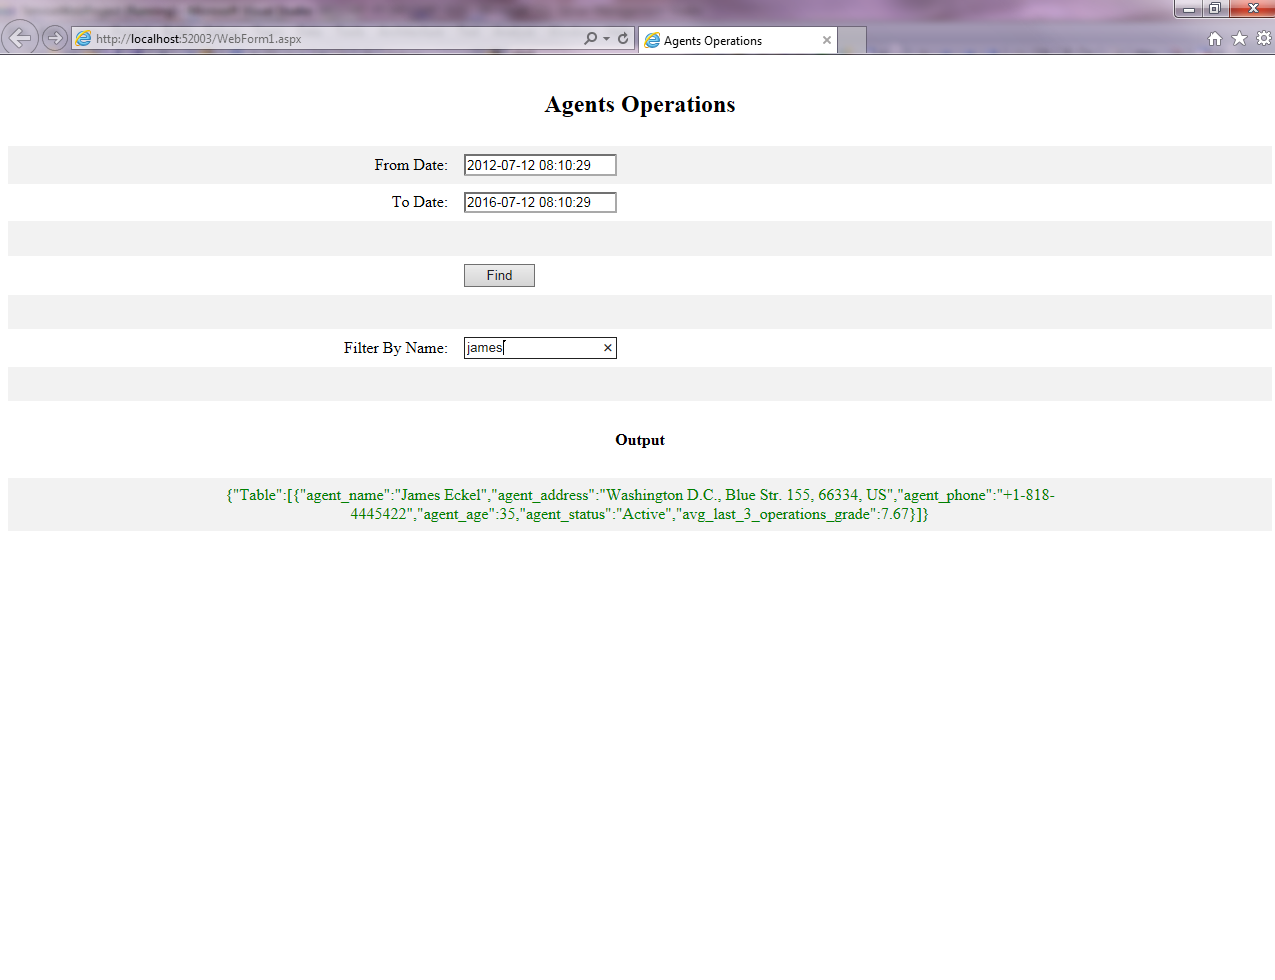 http://localhost:52003/WebForm1.aspx
Agents Operations
Agents Operations
From Date: 2012-07-12 08:10:29
To Date: 2016-07-12 08:10:29
Find
Filter By Name: james
Output
{"Table":[{"agent_name":"James Eckel","agent_address":"Washington D.C., Blue Str. 155, 66334, US","agent_phone":"+1-818-
4445422","agent_age":35,"agent_status":"Active","avg_last_3_operations_grade":7.67}]}